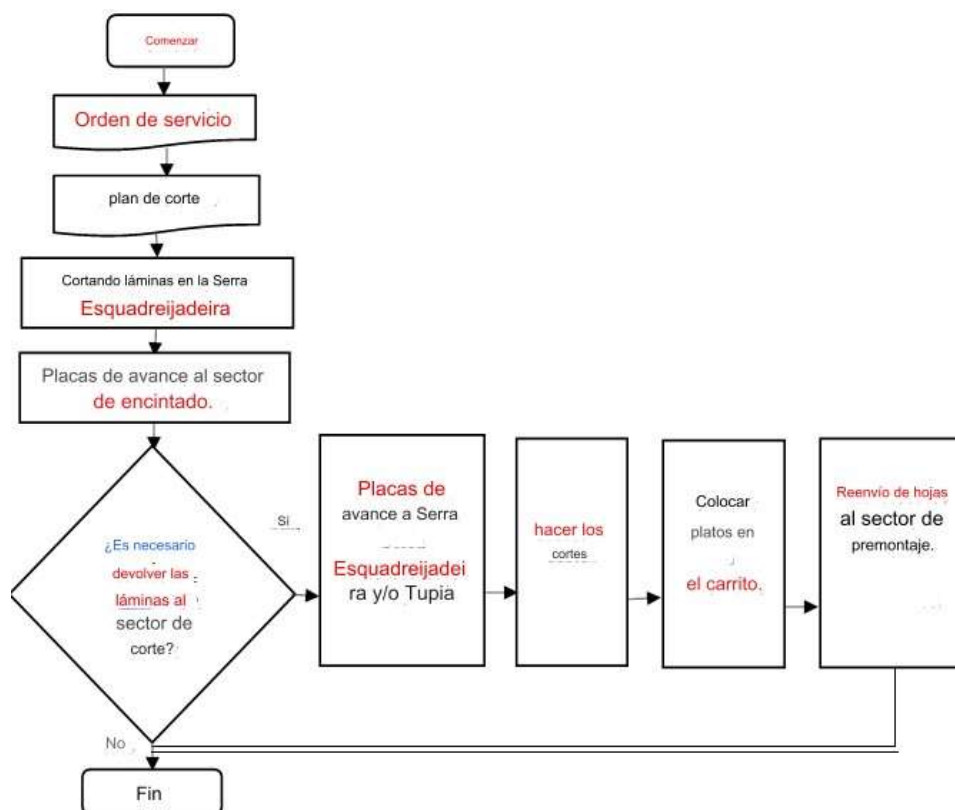 Comenzar
Orden de servicio
plan de corte
Cortando láminas en la Serra
Esquadreijadeira
Placas de avance al sector
de encintado.
¿Es necesario
devolver las
láminas al
sector de
corte?
Si
Placas de
avance a Serra
Esquadreijadei
ra y/o Tupia
hacer los
cortes
Colocar
platos en
el carrito.
Reenvío de hojas
al sector de
premontaje.
No
Fin